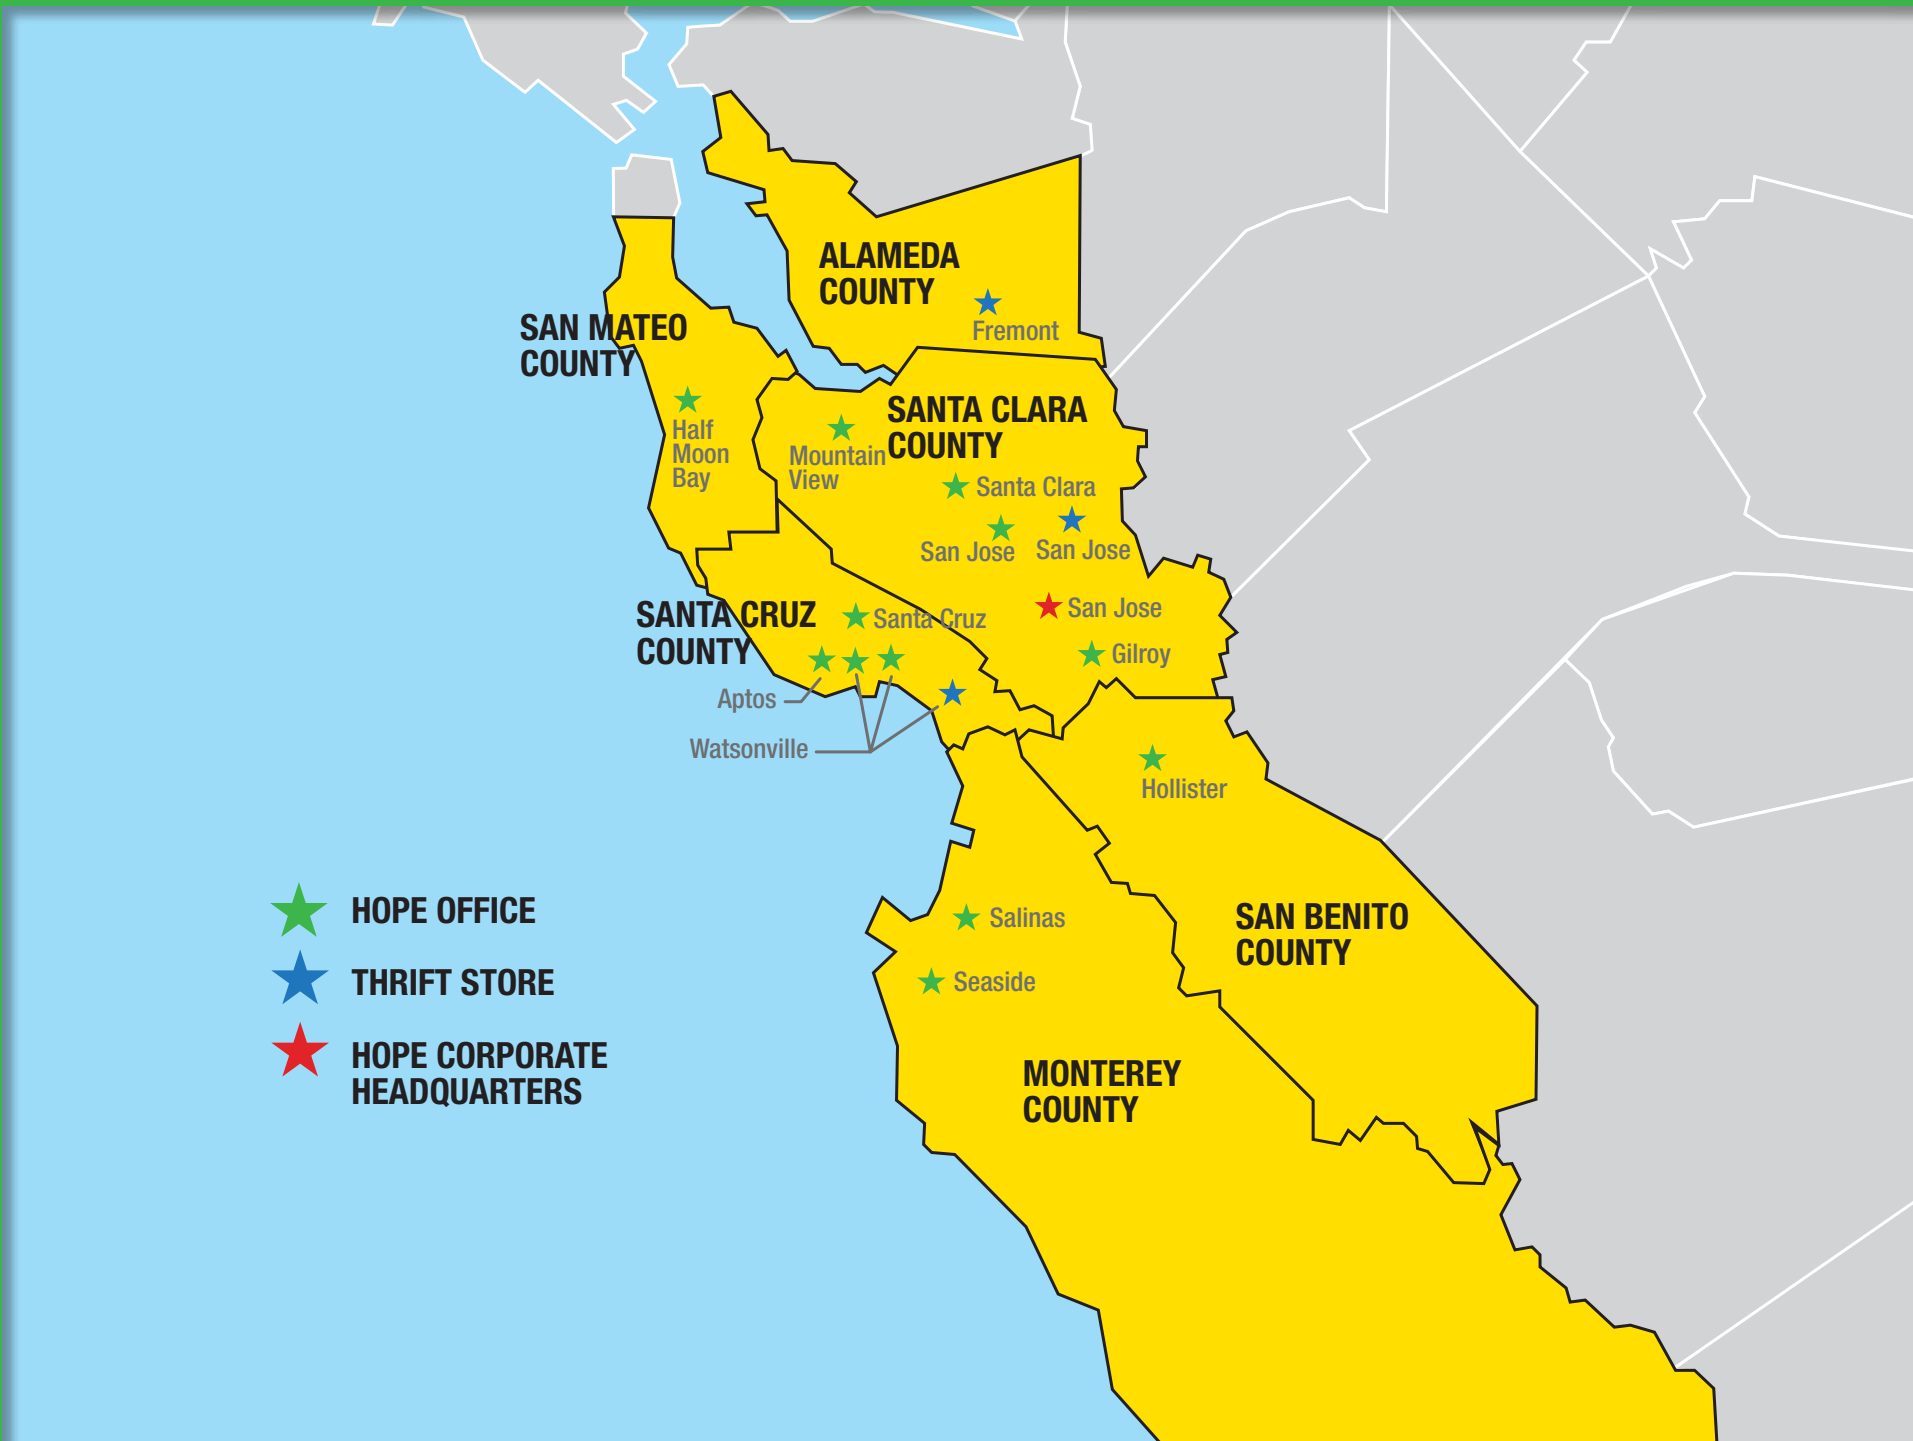 ALAMEDA
COUNTY
Fremont
SAN MATEO
COUNTY
Half
Moon
Bay
SANTA CLARA
COUNTY
Mountain
View
Santa Clara
San Jose
San Jose
San Jose
Gilroy
SANTA CRUZ
COUNTY
Santa Cruz
Aptos
Watsonville
Hollister
HOPE OFFICE
THRIFT STORE
HOPE CORPORATE
HEADQUARTERS
Salinas
Seaside
SAN BENITO
COUNTY
MONTEREY
COUNTY